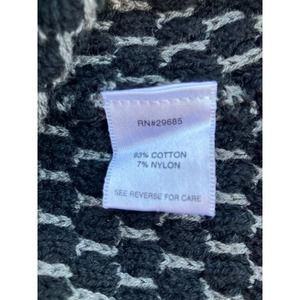 RN#29685
93% COTTON
7% NYLON
SEE REVERSE FOR CARE